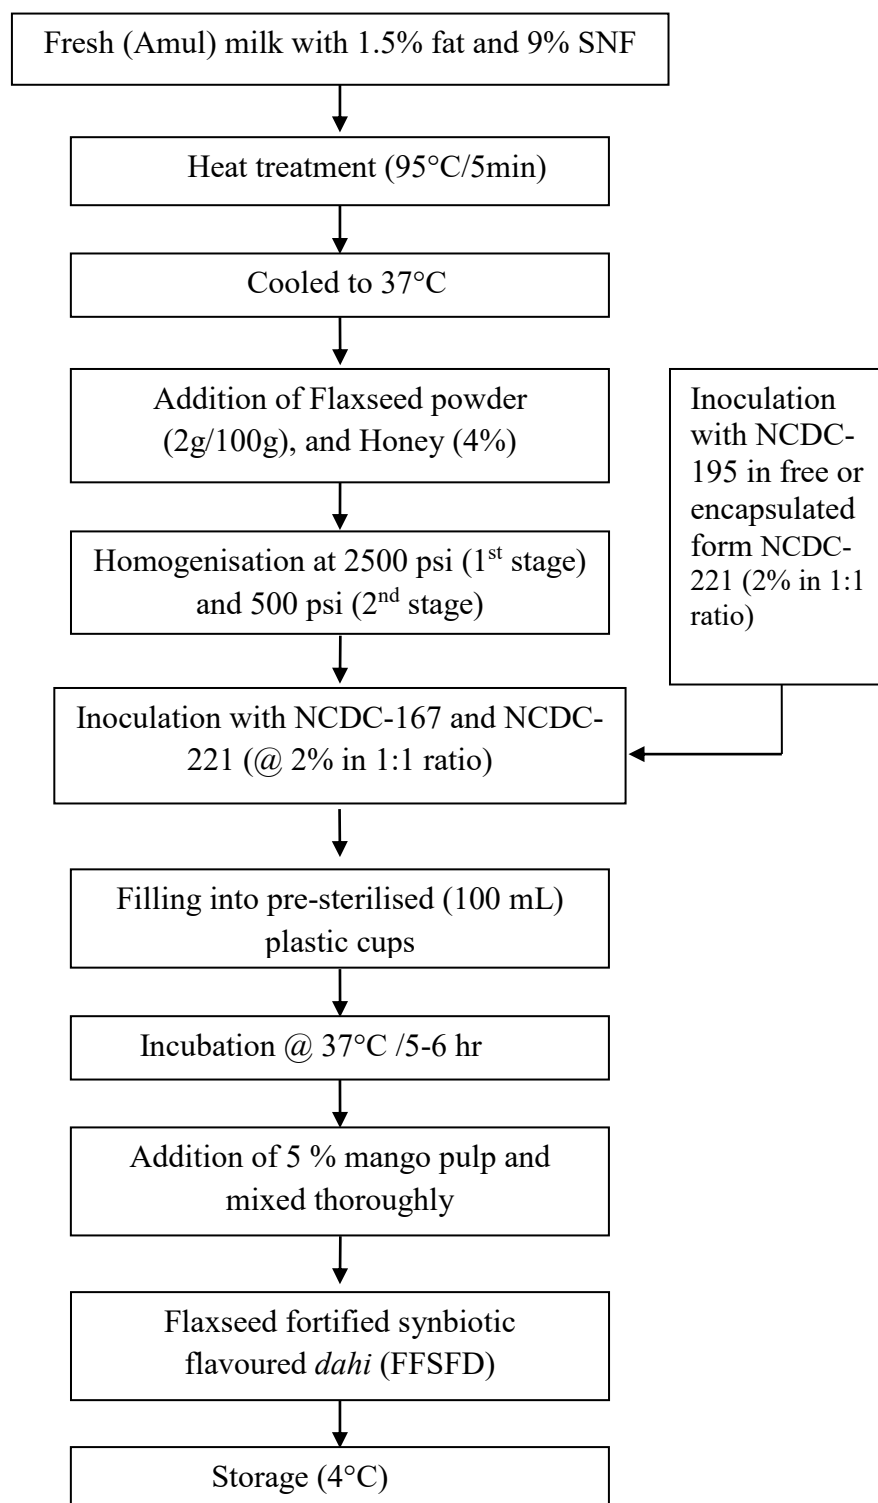 Fresh (Amul) milk with 1.5% fat and 9% SNF
Heat treatment (95°C/5min)
Cooled to 37°C
Addition of Flaxseed powder
(2g/100g), and Honey (4%)
Homogenisation at 2500 psi (1st stage)
and 500 psi (2nd stage)
Inoculation
with NCDC-
195 in free or
encapsulated
form NCDC-
221 (2% in 1:1
ratio)
Inoculation with NCDC-167 and NCDC-
221 (@ 2% in 1:1 ratio)
Filling into pre-sterilised (100 mL)
plastic cups
Incubation @ 37°C /5-6 hr
Addition of 5 % mango pulp and
mixed thoroughly
Flaxseed fortified synbiotic
flavoured dahi (FFSFD)
Storage (4°C)